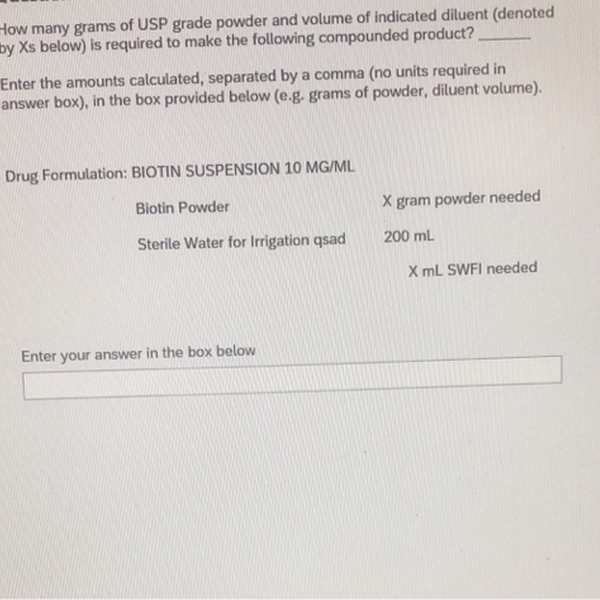 How many grams of USP grade powder and volume of indicated diluent (denoted
by Xs below) is required to make the following compounded product? ______
Enter the amounts calculated, separated by a comma (no units required in
answer box), in the box provided below (e.g. grams of powder, diluent volume).
Drug Formulation: BIOTIN SUSPENSION 10 MG/ML
Biotin Powder X gram powder needed
Sterile Water for Irrigation qsad 200 mL
X mL SWFI needed
Enter your answer in the box below